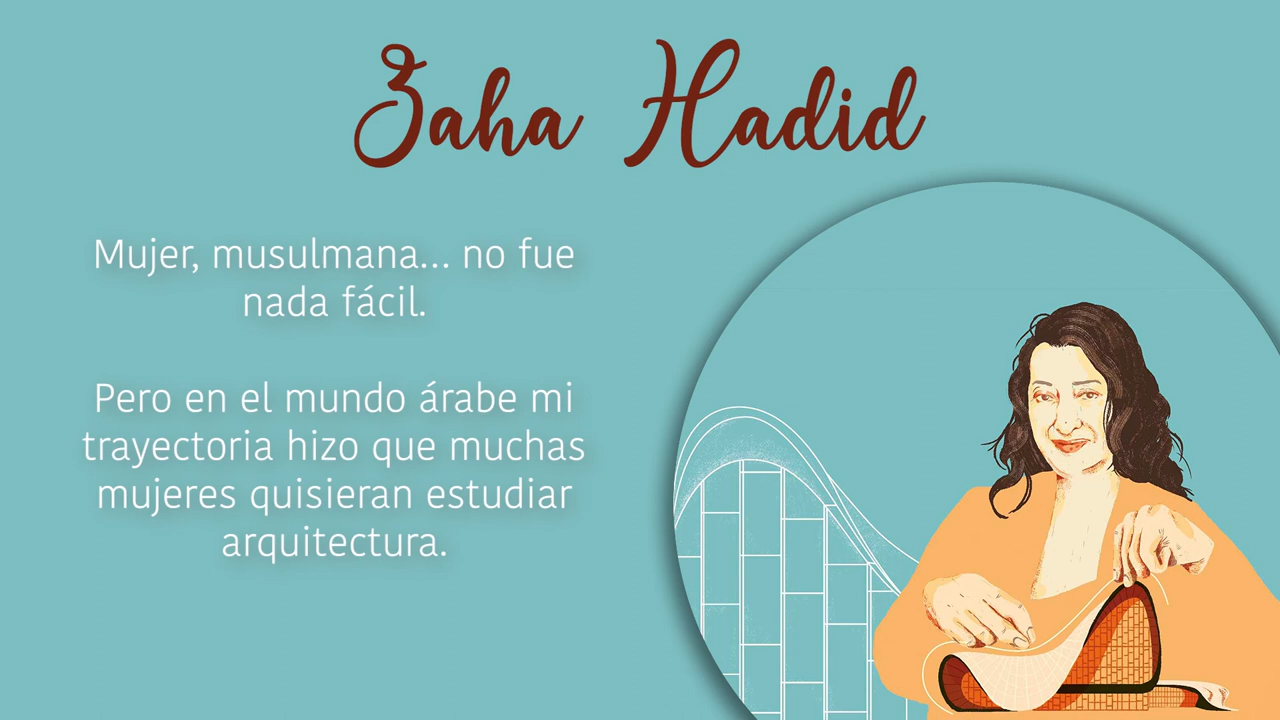 Zaha Hadid
Mujer, musulmana... no fue
nada fácil.
Pero en el mundo árabe mi
trayectoria hizo que muchas
mujeres quisieran estudiar
arquitectura.